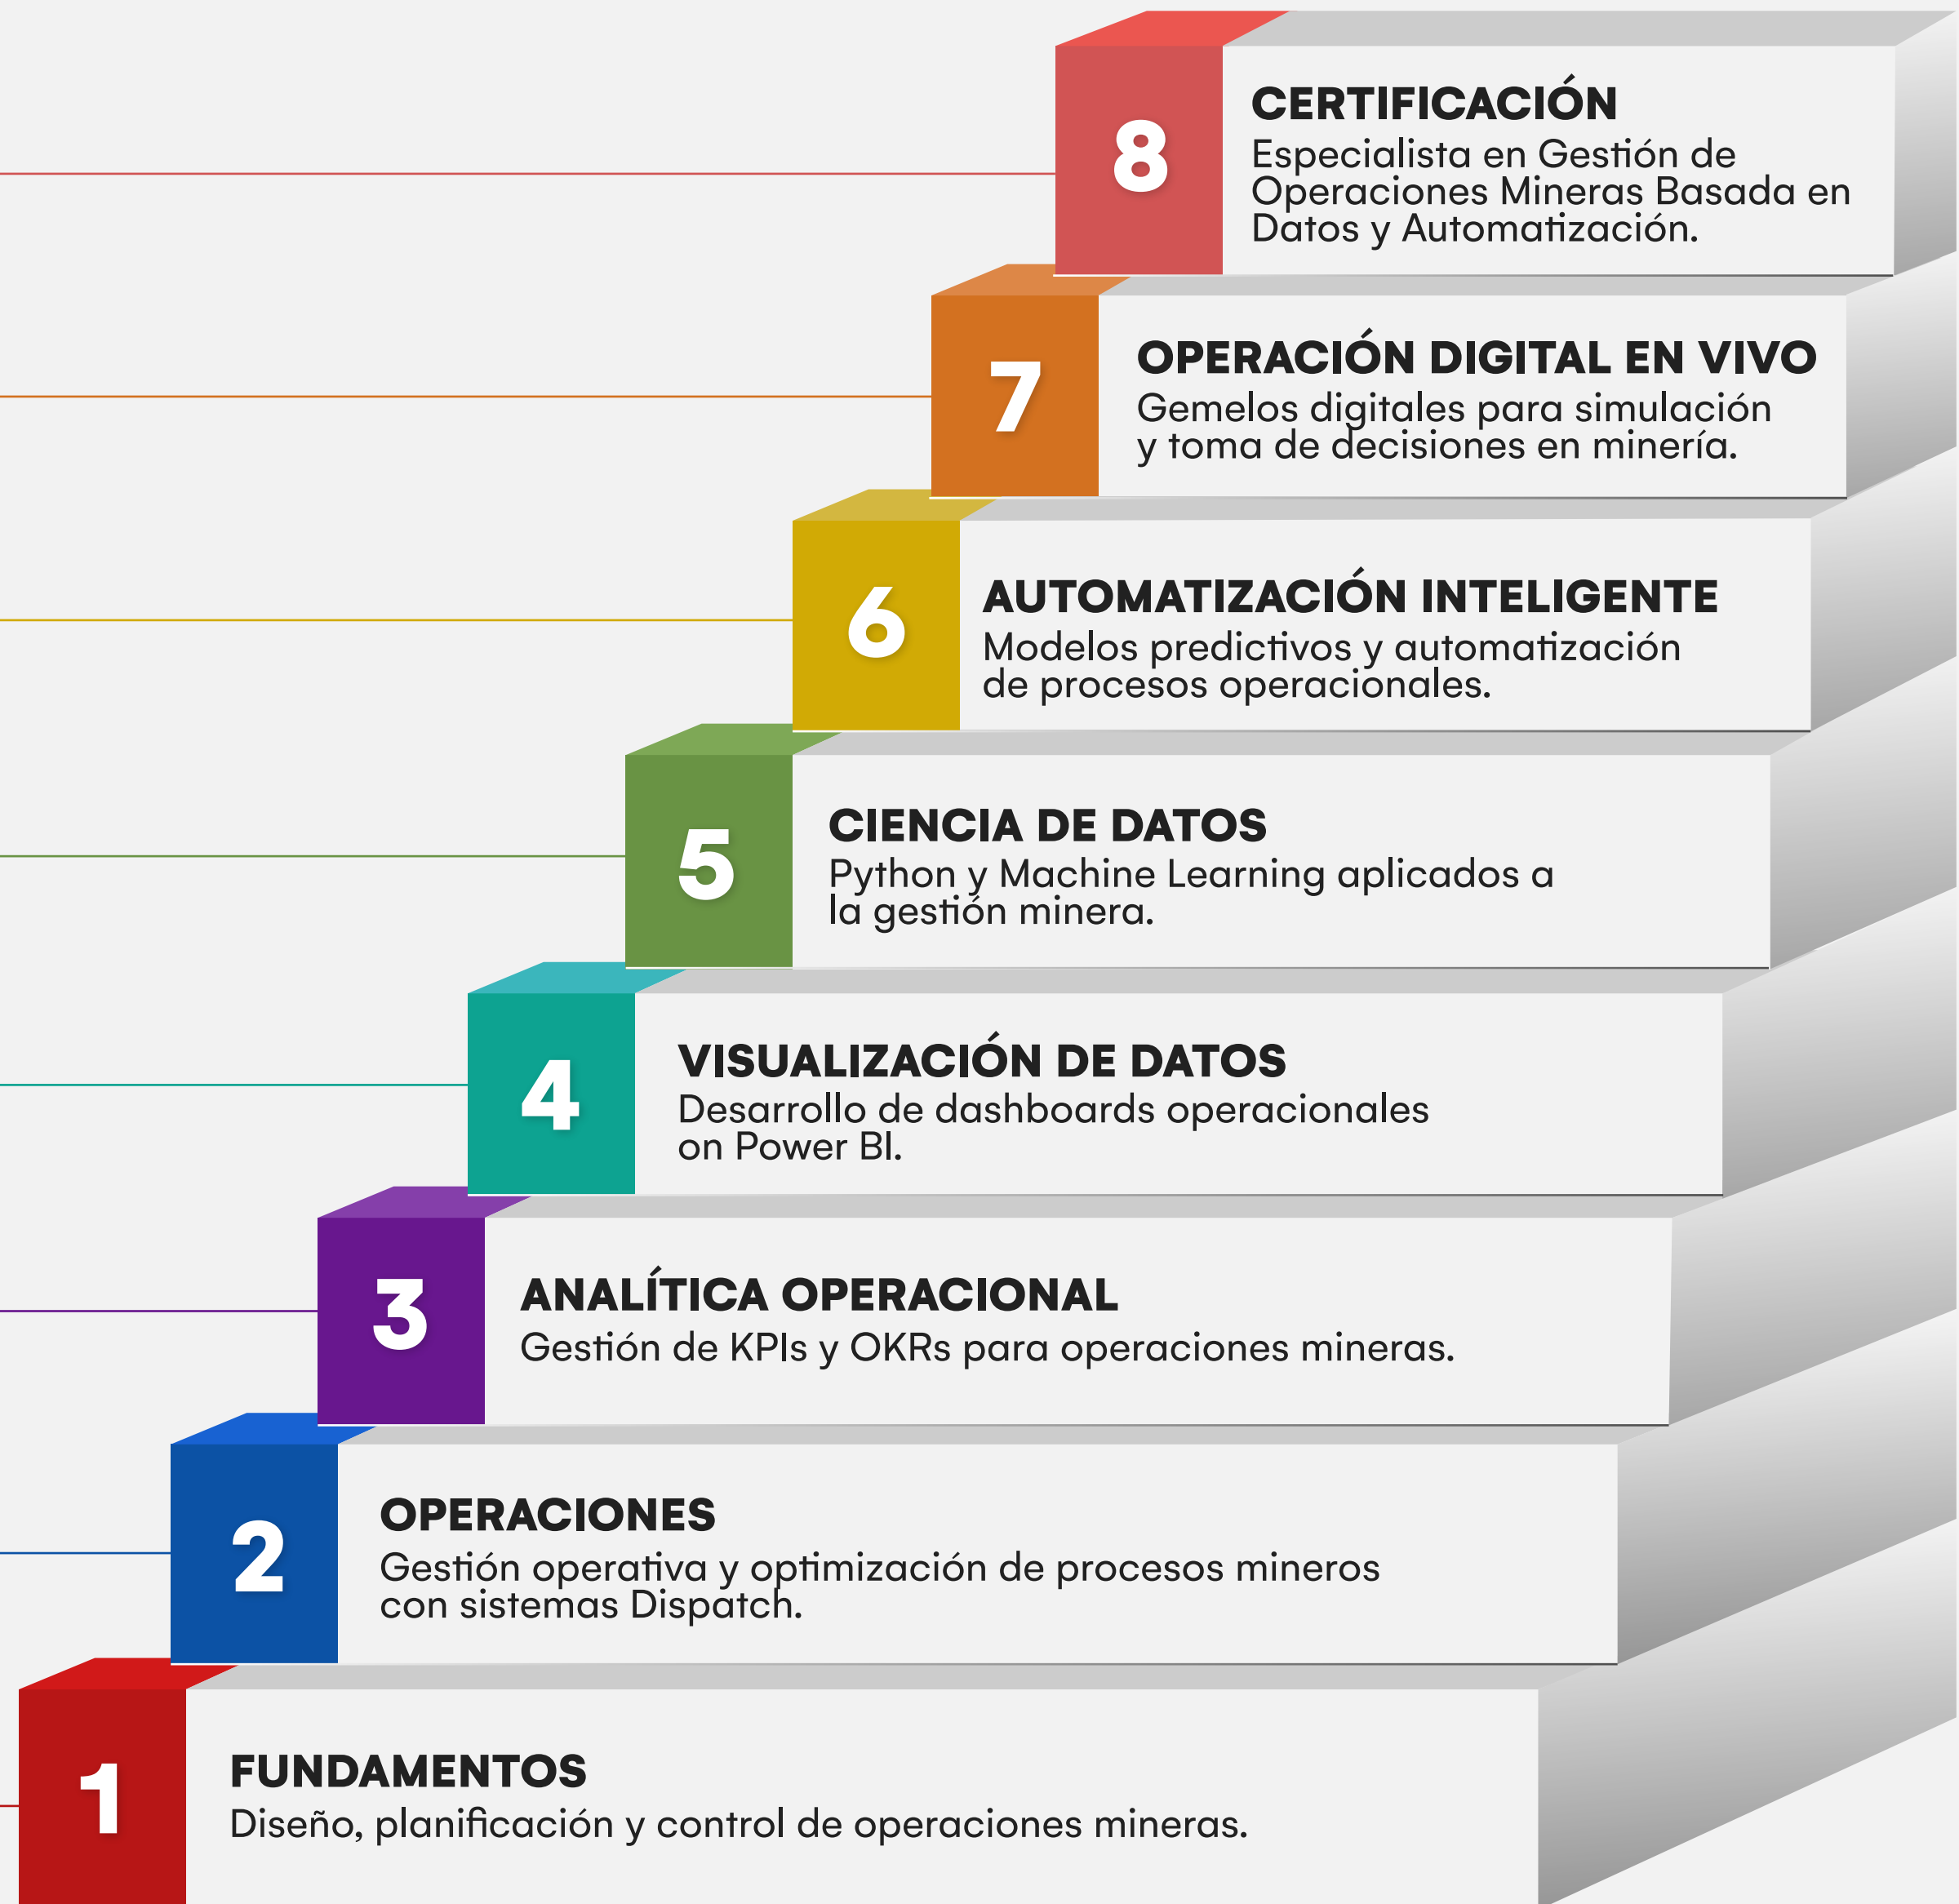 8
CERTIFICACIÓN
Especialista en Gestión de
Operaciones Mineras Basada en
Datos y Automatización.
7
OPERACIÓN DIGITAL EN VIVO
Gemelos digitales para simulación
y toma de decisiones en minería.
6
AUTOMATIZACIÓN INTELIGENTE
Modelos predictivos y automatización
de procesos operacionales.
5
CIENCIA DE DATOS
Python y Machine Learning aplicados a
la gestión minera.
4
VISUALIZACIÓN DE DATOS
Desarrollo de dashboards operacionales
on Power BI.
3
ANALÍTICA OPERACIONAL
Gestión de KPIs y OKRs para operaciones mineras.
2
OPERACIONES
Gestión operativa y optimización de procesos mineros
con sistemas Dispatch.
1
FUNDAMENTOS
Diseño, planificación y control de operaciones mineras.